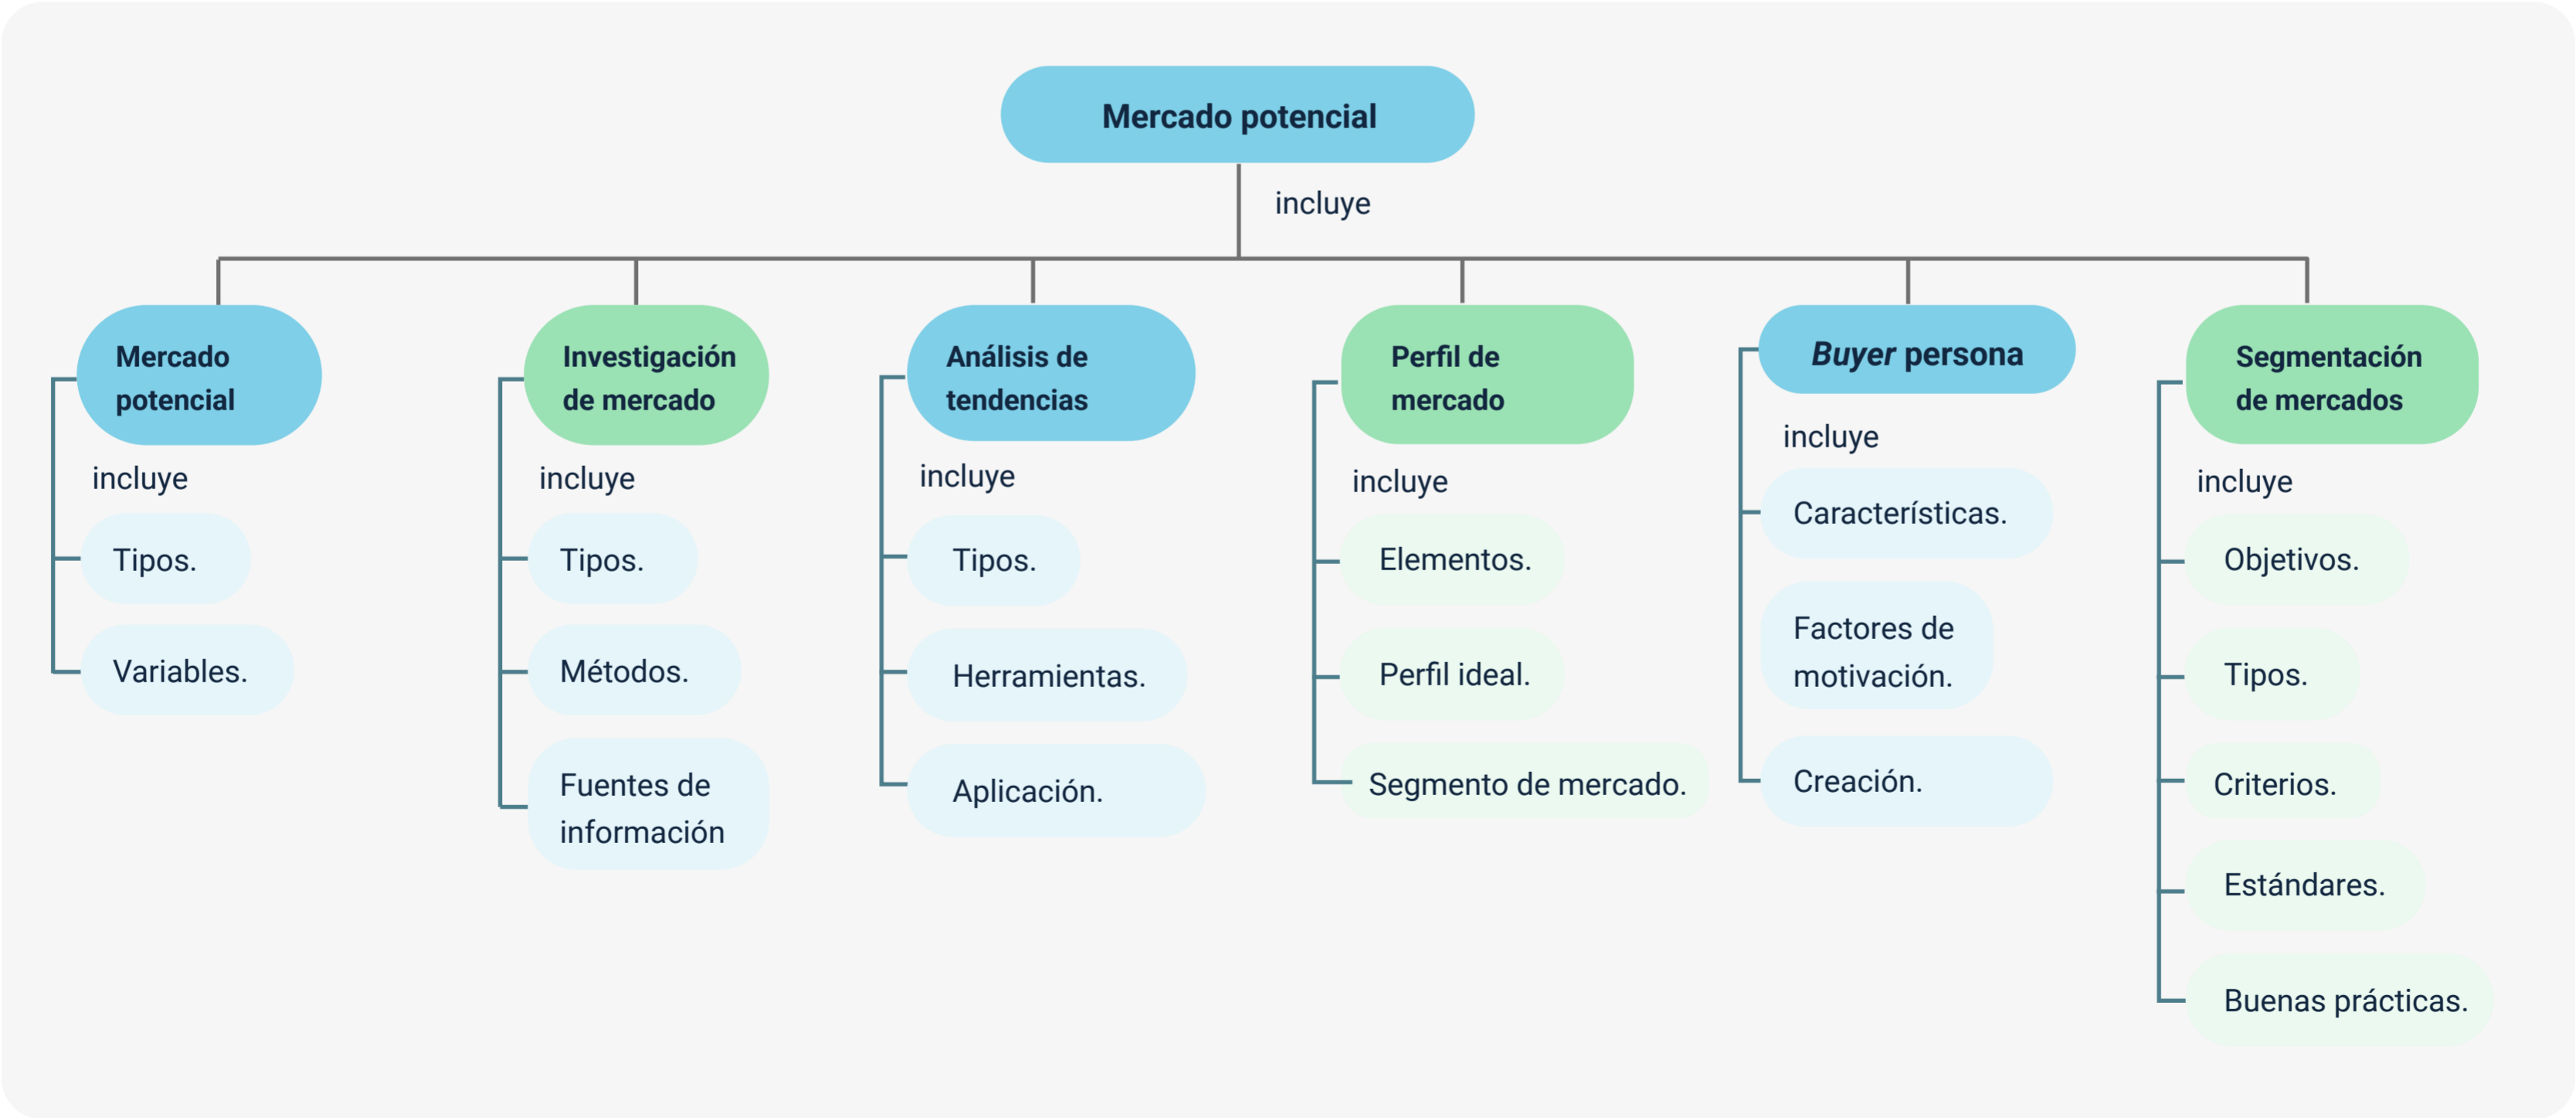 Mercado potencial
incluye
Mercado
potencial
incluye
Tipos.
Variables.
Investigación
de mercado
incluye
Tipos.
Métodos.
Fuentes de
información
Análisis de
tendencias
incluye
Tipos.
Herramientas.
Aplicación.
Perfil de
mercado
incluye
Elementos.
Perfil ideal.
Segmento de mercado.
Buyer persona
incluye
Características.
Factores de
motivación.
Creación.
Segmentación
de mercados
incluye
Objetivos.
Tipos.
Criterios.
Estándares.
Buenas prácticas.